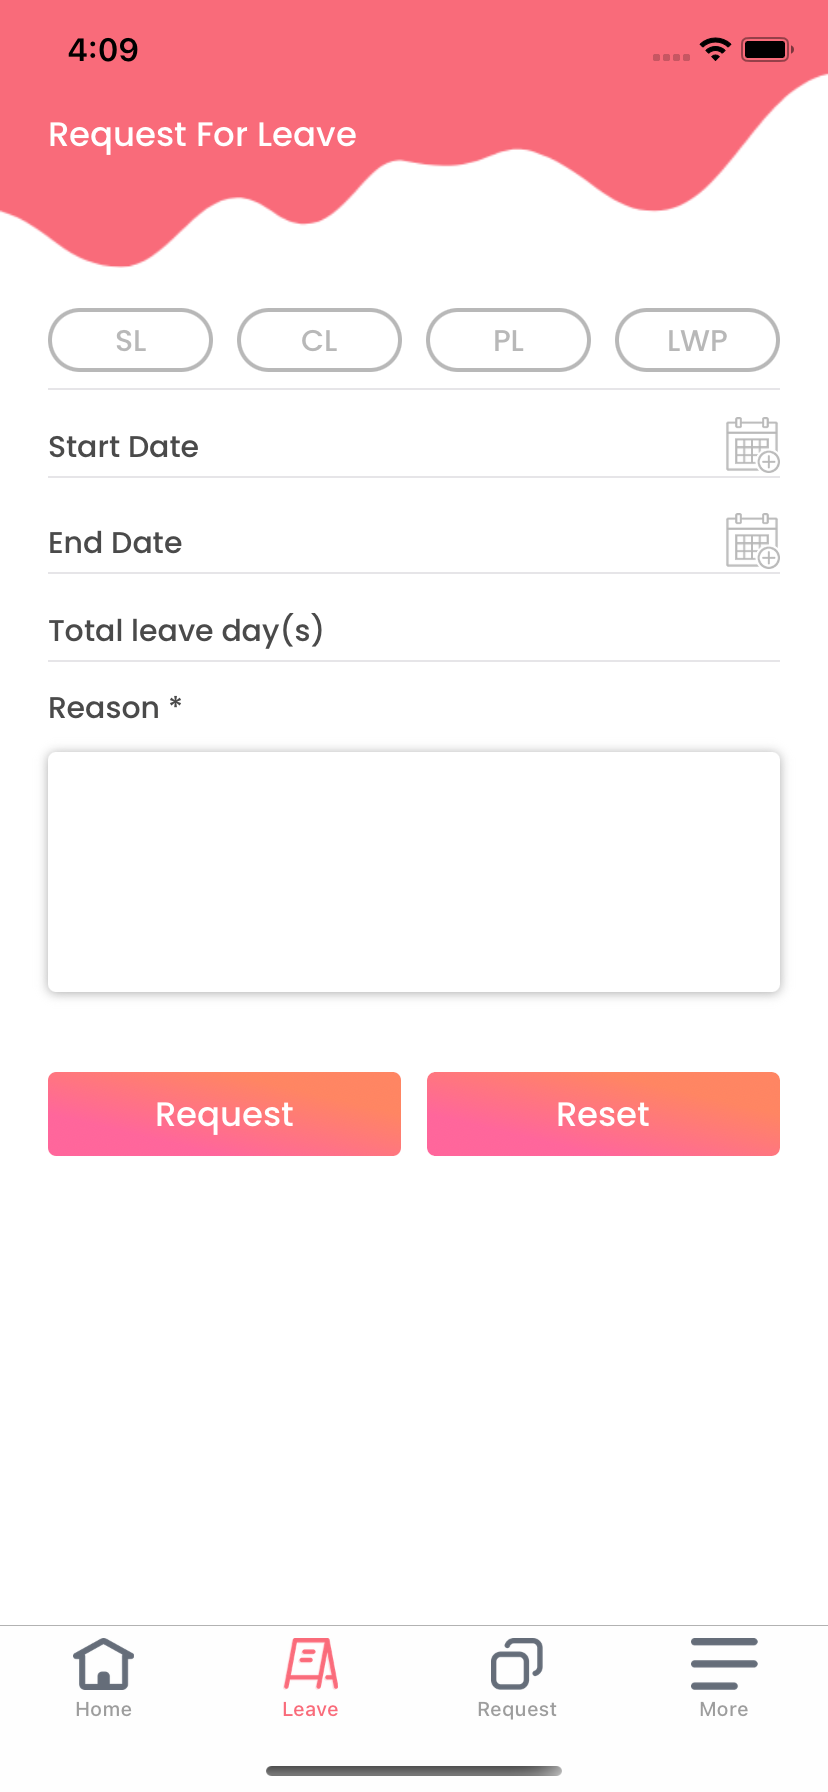 4:09
Request For Leave
SL CL PL LWP
Start Date
End Date
Total leave day(s)
Reason *
Request Reset
Home Leave Request More